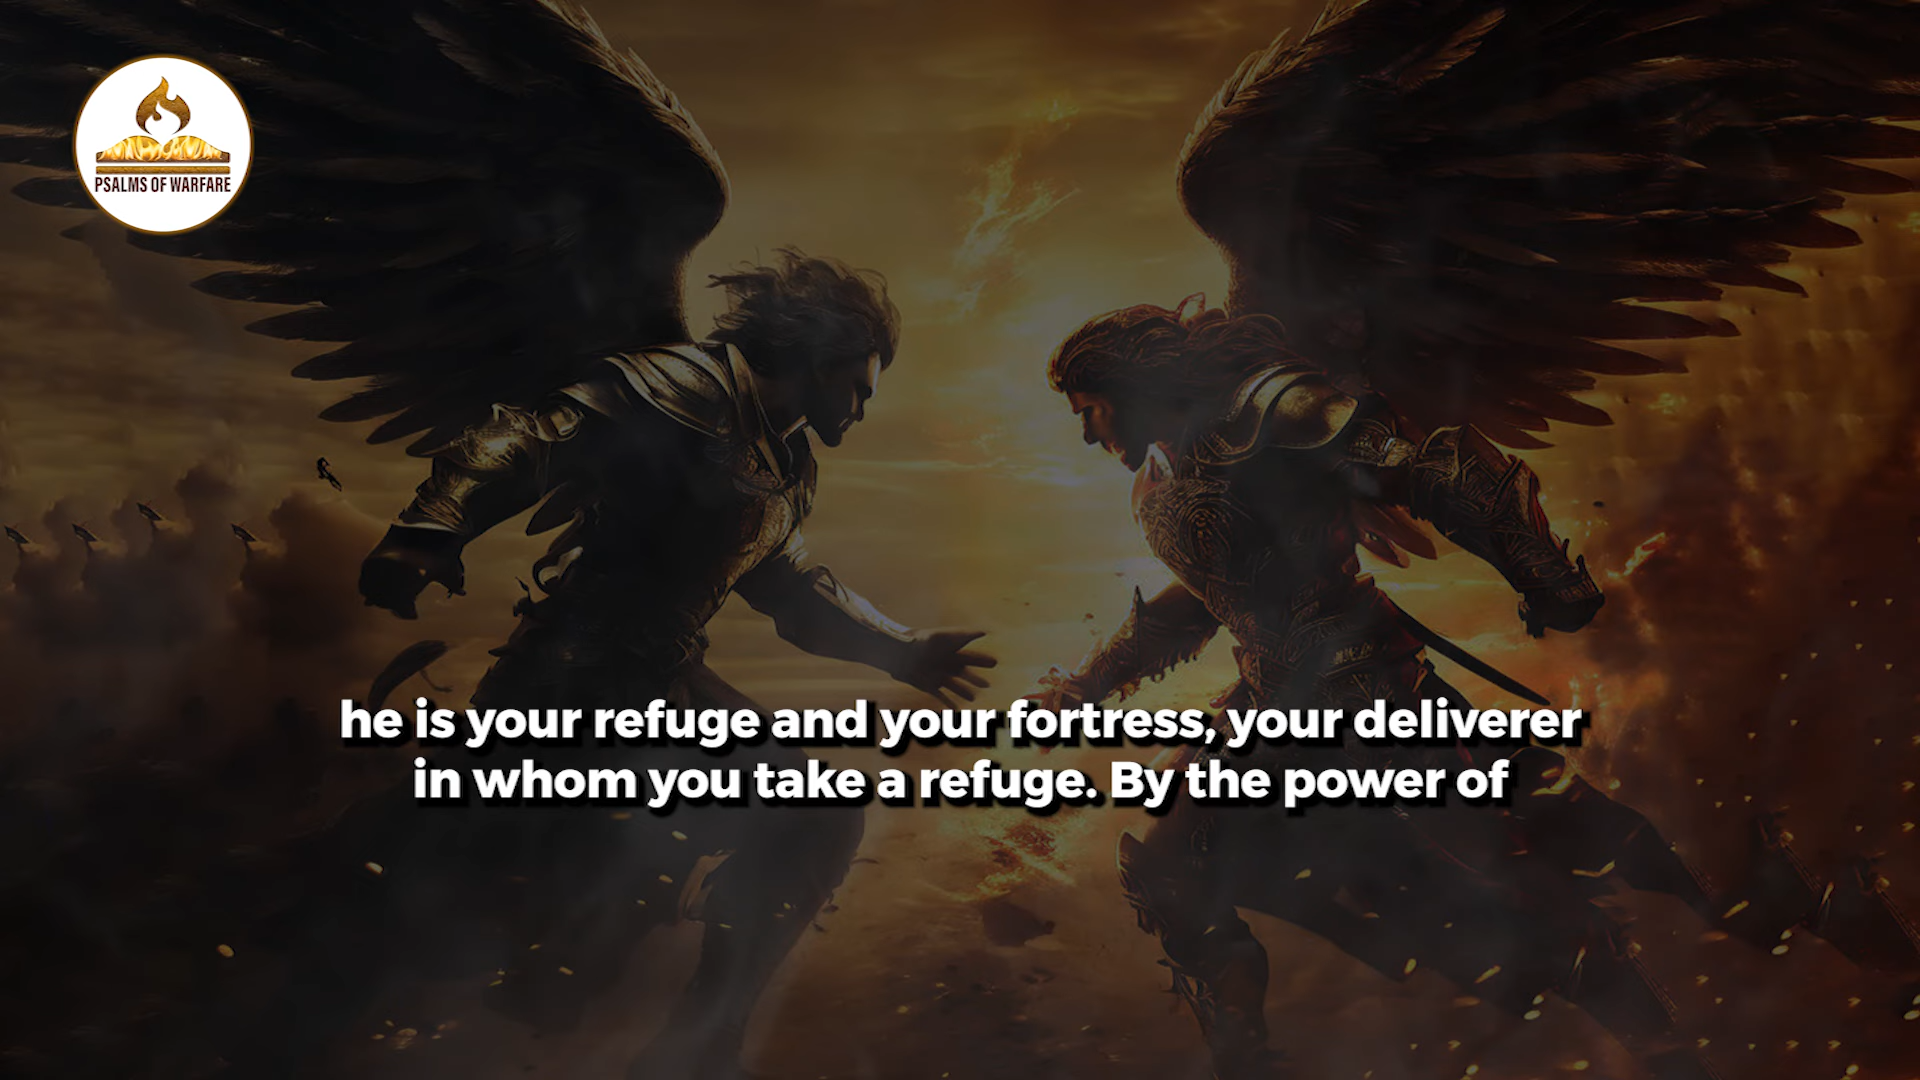 PSALMS OF WARFARE
he is your refuge and your fortress, your deliverer
in whom you take a refuge. By the power of